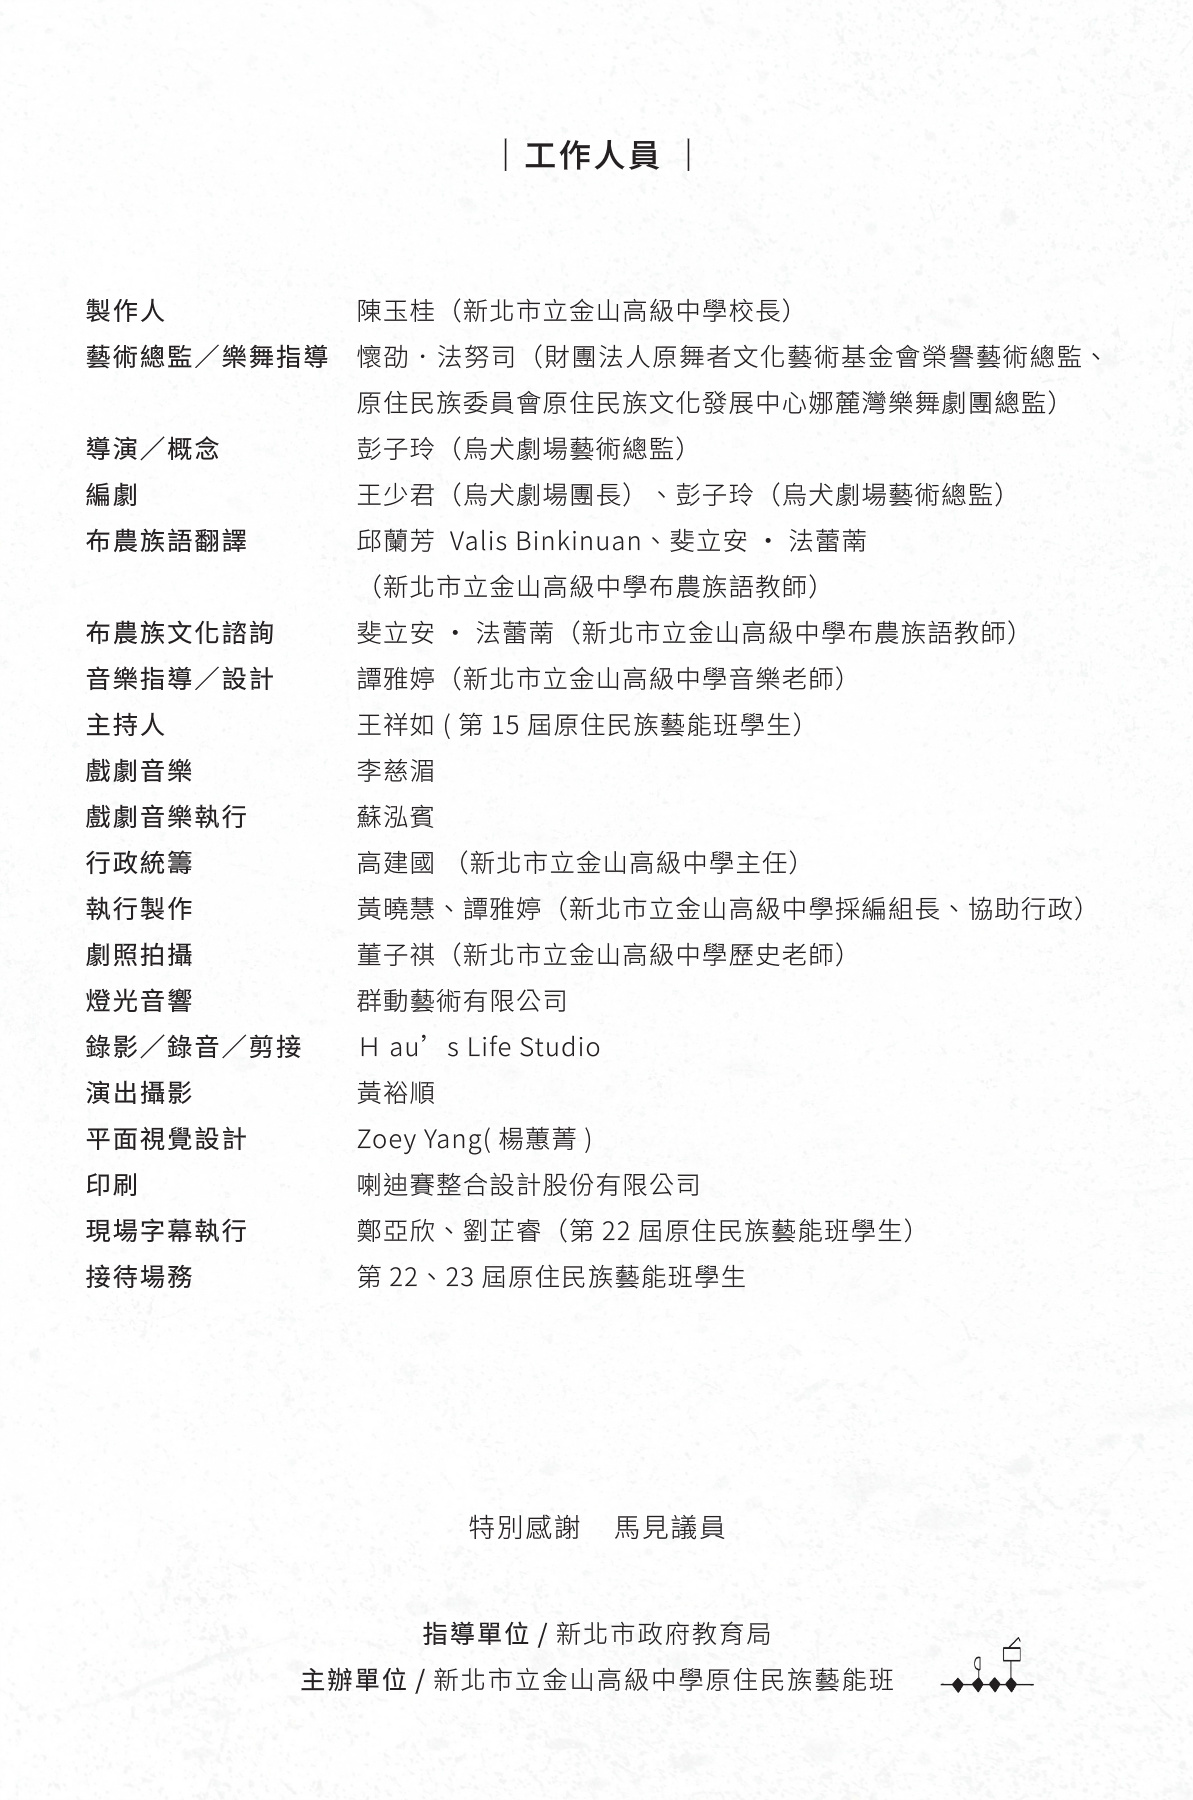 ｜工作人員｜
製作人 陳玉桂（新北市立金山高級中學校長）
藝術總監／樂舞指導 懷劭．法努司（財團法人原舞者文化藝術基金會榮譽藝術總監、
原住民族委員會原住民族文化發展中心娜麓灣樂舞劇團總監）
導演／概念 彭子玲（烏犬劇場藝術總監）
編劇 王少君（烏犬劇場團長）、彭子玲（烏犬劇場藝術總監）
布農族語翻譯 邱蘭芳 Valis Binkinuan、斐立安 • 法蕾萳
（新北市立金山高級中學布農族語教師）
布農族文化諮詢 斐立安 • 法蕾萳（新北市立金山高級中學布農族語教師）
音樂指導／設計 譚雅婷（新北市立金山高級中學音樂老師）
主持人 王祥如 ( 第 15 屆原住民族藝能班學生）
戲劇音樂 李慈湄
戲劇音樂執行 蘇泓賓
行政統籌 高建國 （新北市立金山高級中學主任）
執行製作 黃曉慧、譚雅婷（新北市立金山高級中學採編組長、協助行政）
劇照拍攝 董子祺（新北市立金山高級中學歷史老師）
燈光音響 群動藝術有限公司
錄影／錄音／剪接 Ｈ au’s Life Studio
演出攝影 黃裕順
平面視覺設計 Zoey Yang( 楊蕙菁 )
印刷 喇迪賽整合設計股份有限公司
現場字幕執行 鄭亞欣、劉芷睿（第 22 屆原住民族藝能班學生）
接待場務 第 22、23 屆原住民族藝能班學生
特別感謝 馬見議員
指導單位 / 新北市政府教育局
主辦單位 / 新北市立金山高級中學原住民族藝能班